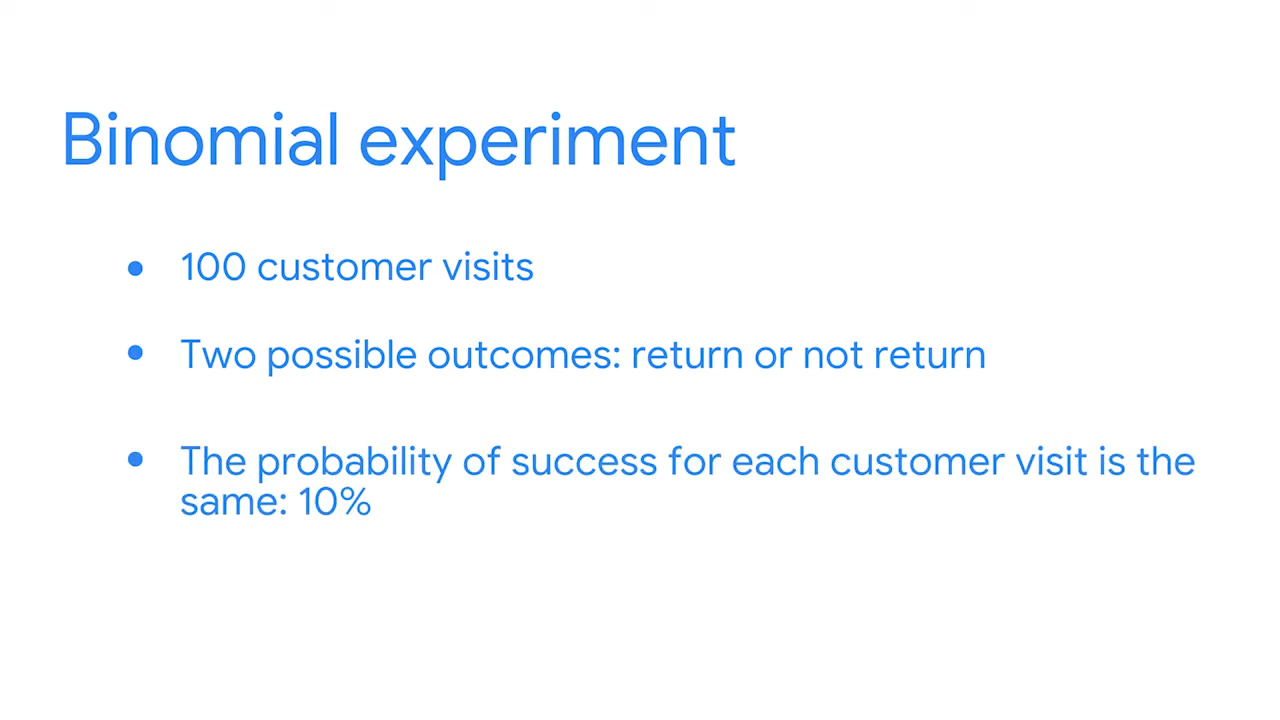 Binomial experiment
• 100 customer visits
• Two possible outcomes: return or not return
• The probability of success for each customer visit is the
same: 10%